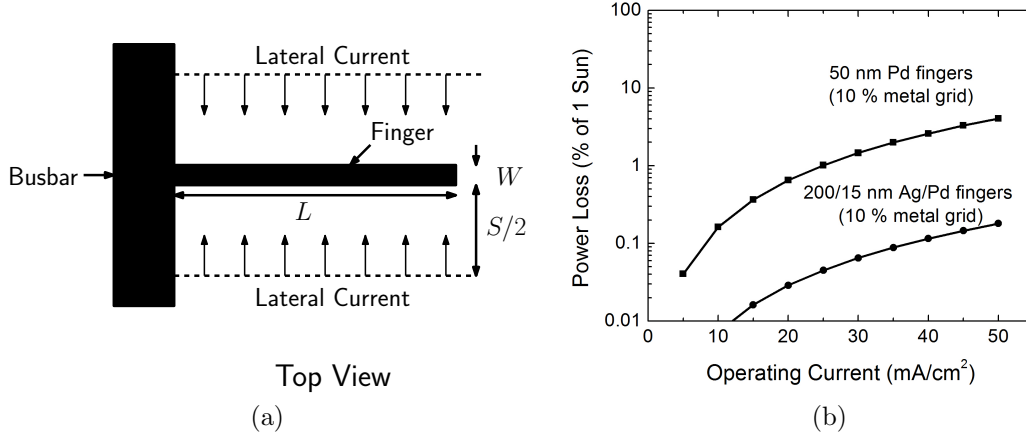 Lateral Current
Finger
Busbar
W
L
S/2
Lateral Current
Top View
(a)
100
10
1
0.1
0.01
Power Loss (% of 1 Sun)
50 nm Pd fingers
(10 % metal grid)
200/15 nm Ag/Pd fingers
(10 % metal grid)
0 10 20 30 40 50
Operating Current (mA/cm²)
(b)